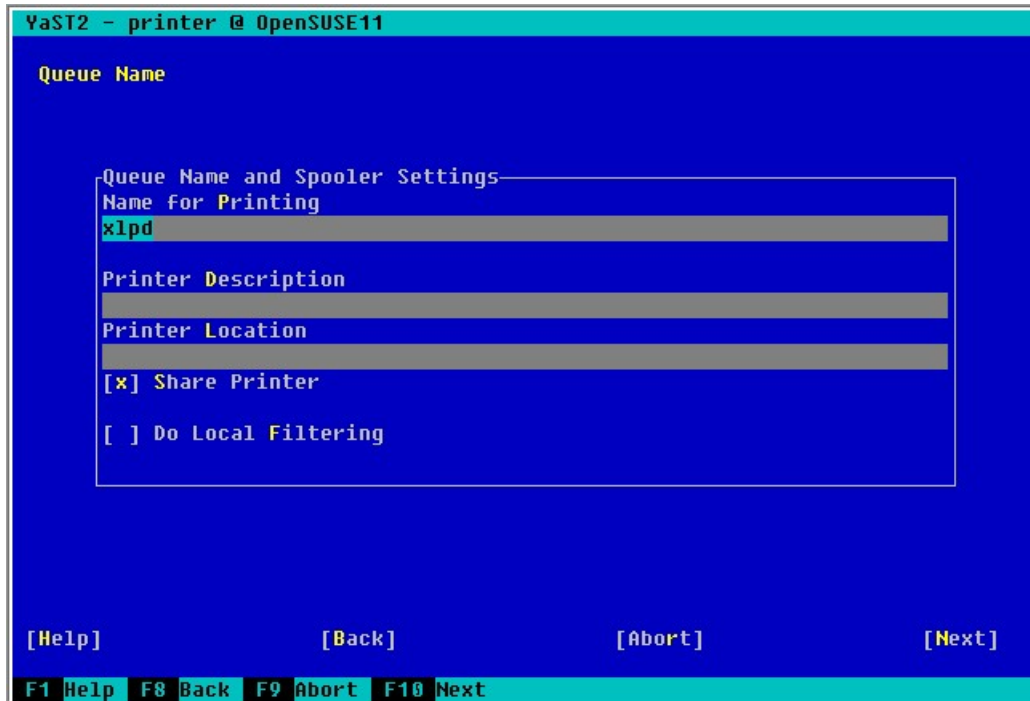 YaST2 - printer @ OpenSUSE11
Queue Name
Queue Name and Spooler Settings
Name for Printing
xlpd
Printer Description
Printer Location
[x] Share Printer
[ ] Do Local Filtering
[Help] [Back] [Abort] [Next]
F1 Help F8 Back F9 Abort F10 Next